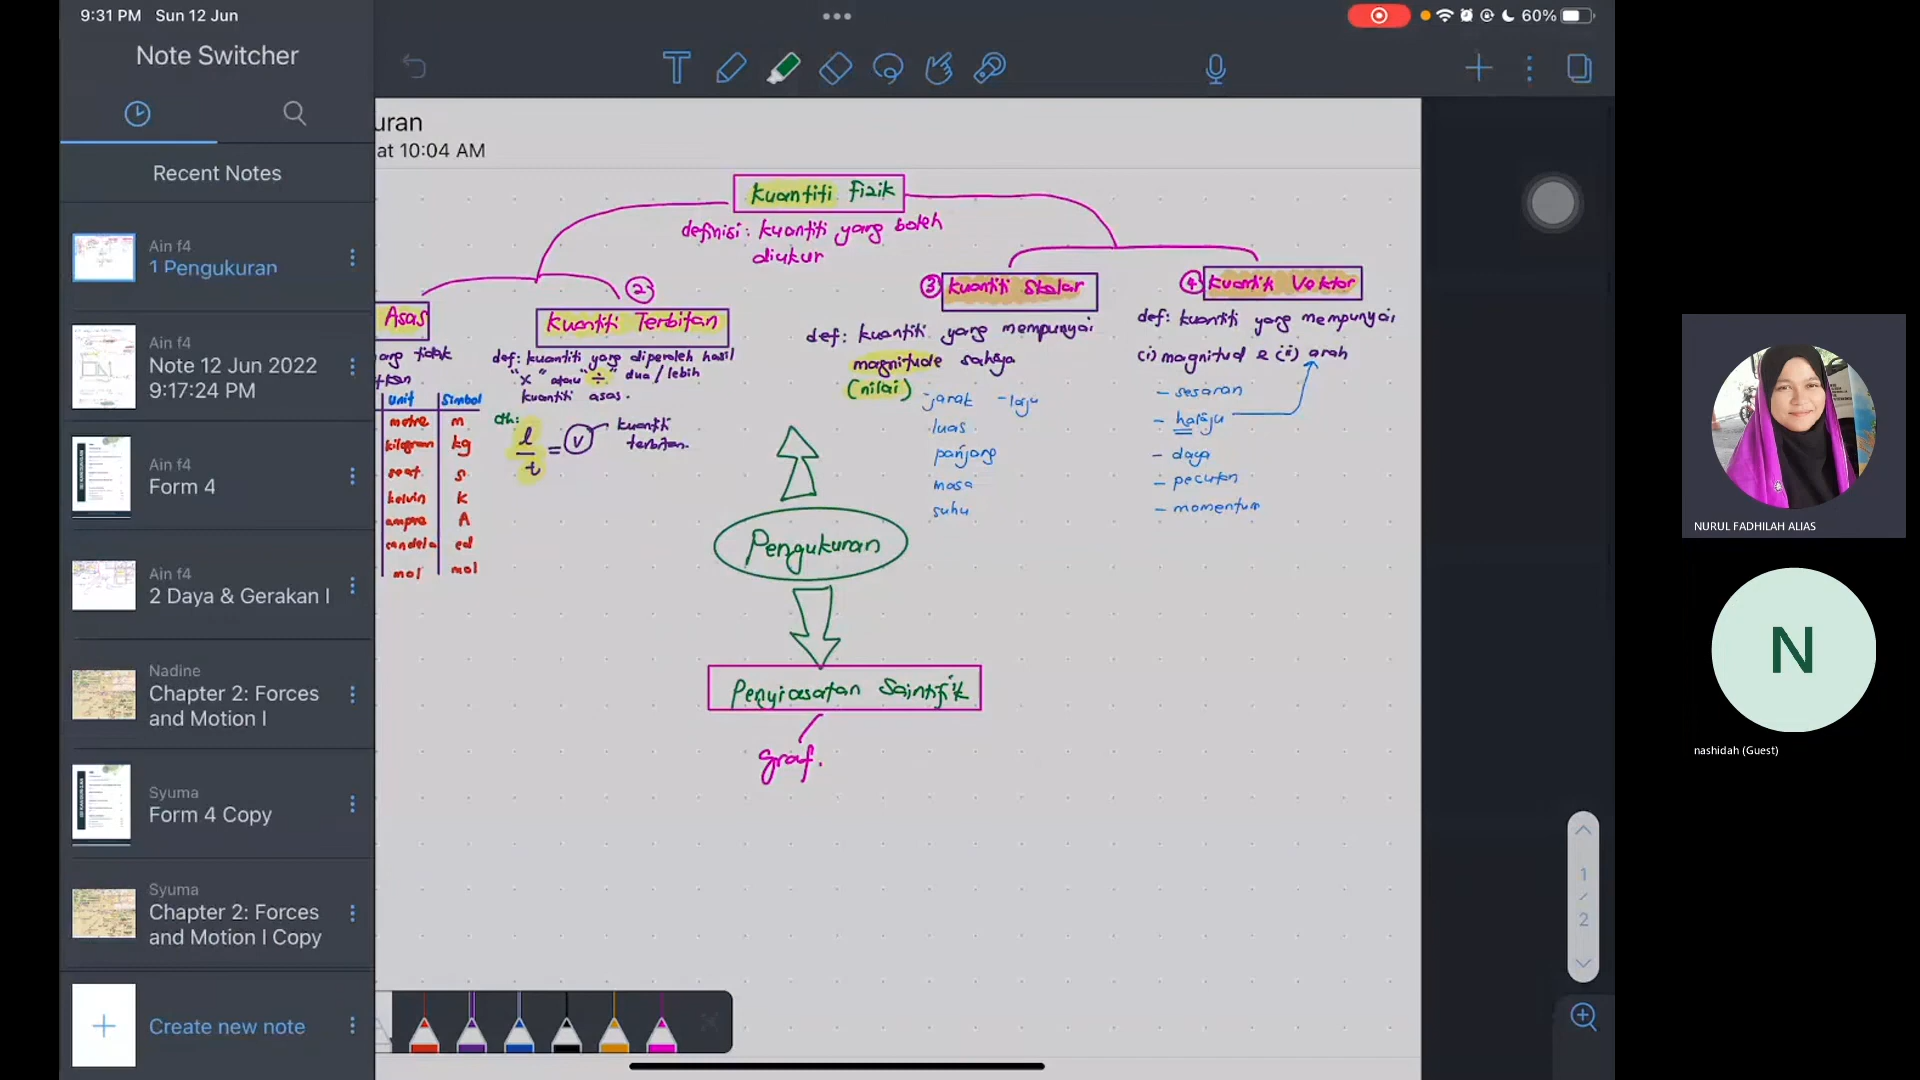 9:31 PM Sun 12 Jun
60%
Note Switcher
Recent Notes
Ain f4
1 Pengukuran
Ain f4
Note 12 Jun 2022
9:17:24 PM
Ain f4
Form 4
Ain f4
2 Daya & Gerakan I
Nadine
Chapter 2: Forces
and Motion I
Syuma
Form 4 Copy
Syuma
Chapter 2: Forces
and Motion I Copy
Create new note
uran
at 10:04 AM
Kuantiti Fizik
definisi: kuantiti yang boleh
diukur
Asas
ang tidak
Unit Simbol
metre m
kilogram kg
saat s
kelvin K
ampre A
candela cd
mol mol
2
Kuantiti Terbitan
def: kuantiti yang diperoleh hasil
"x" atau "÷" dua/lebih
kuantiti asas.
cth:
l
t
= v
kuantiti
terbitan.
3 Kuantiti Skalar
def: kuantiti yang mempunyai
magnitude sahaja
(nilai)
-jarak -laju
luas
panjang
masa
suhu
4 Kuantiti Vektor
def: kuantiti yang mempunyai
(i) magnitud & (ii) arah
- sesaran
- halaju
- daya
- pecutan
- momentum
Pengukuran
Penyiasatan Saintifik
graf.
1
/
2
NURUL FADHILAH ALIAS
N
nashidah (Guest)